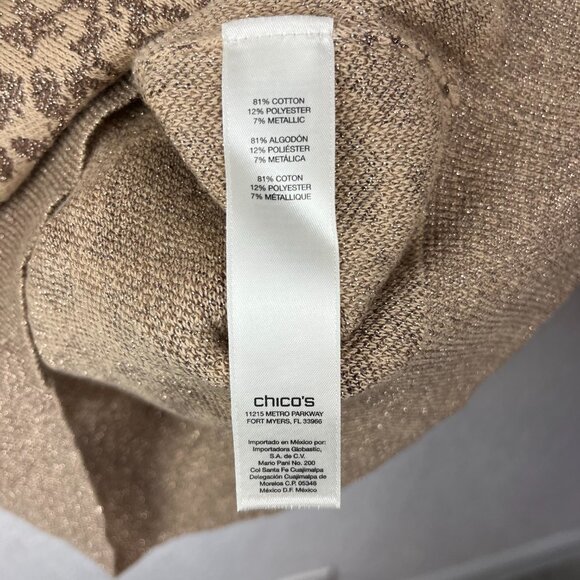 81% COTTON
12% POLYESTER
7% METALLIC
81% ALGODÓN
12% POLIÉSTER
7% METÁLICA
81% COTON
12% POLYESTER
7% MÉTALLIQUE
chico's
11215 METRO PARKWAY
FORT MYERS, FL 33966
Importado en México por:
Importadora Globastic,
S.A. de C.V.
Mario Pani No. 200
Col Santa Fe Cuajimalpa
Delegación Cuajimalpa de
Morelos C.P. 05348
México D.F. México